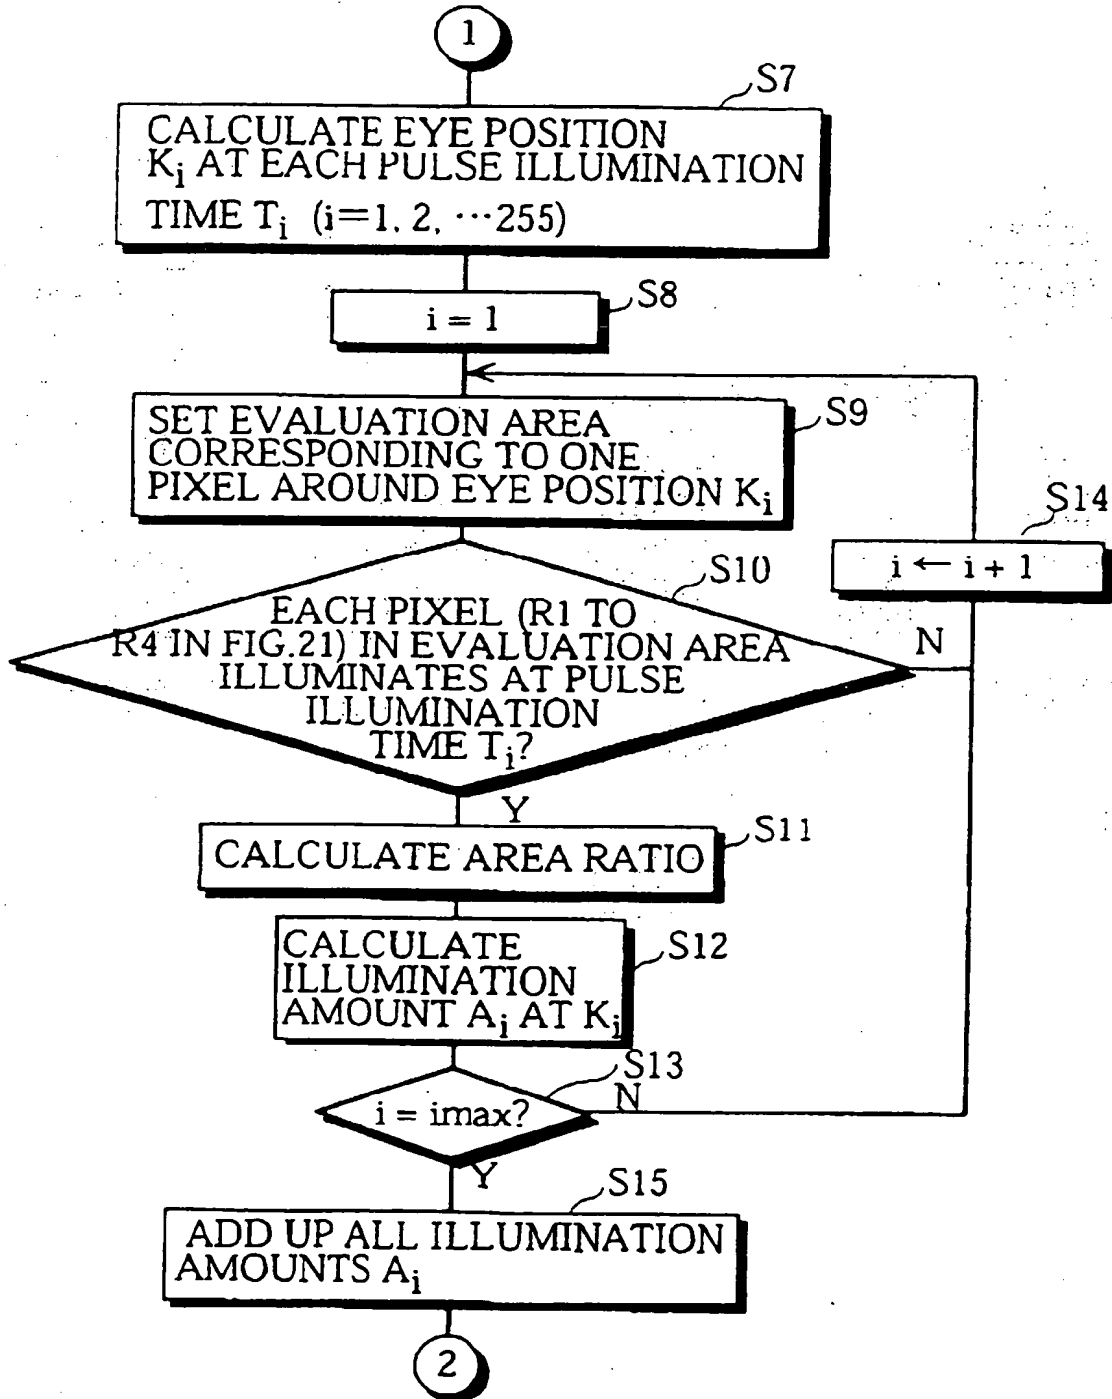 1
S7
CALCULATE EYE POSITION
Ki AT EACH PULSE ILLUMINATION
TIME Ti (i=1, 2, ···255)
S8
i = 1
S9
SET EVALUATION AREA
CORRESPONDING TO ONE
PIXEL AROUND EYE POSITION Ki
S14
i ← i + 1
S10
EACH PIXEL (R1 TO
R4 IN FIG.21) IN EVALUATION AREA
ILLUMINATES AT PULSE
ILLUMINATION
TIME Ti?
N
Y
S11
CALCULATE AREA RATIO
S12
CALCULATE
ILLUMINATION
AMOUNT Ai AT Ki
S13
i = imax?
N
Y
S15
ADD UP ALL ILLUMINATION
AMOUNTS Ai
2